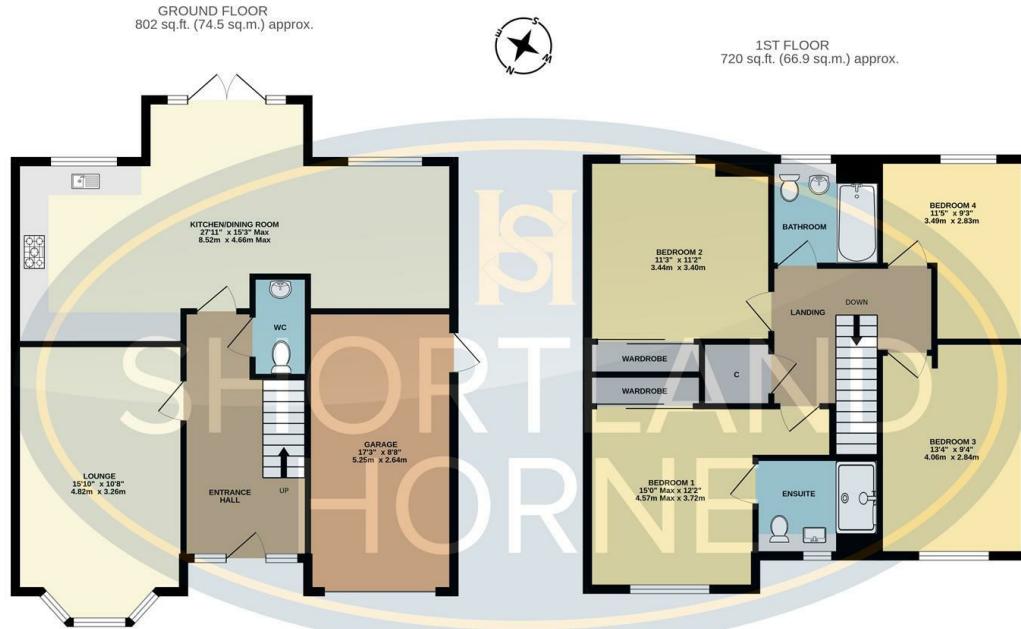 GROUND FLOOR
802 sq.ft. (74.5 sq.m.) approx.
S
E
W
N
1ST FLOOR
720 sq.ft. (66.9 sq.m.) approx.
KITCHEN/DINING ROOM
27'11" x 15'3" Max
8.52m x 4.66m Max
WC
LOUNGE
15'10" x 10'8"
4.82m x 3.26m
ENTRANCE
HALL
UP
GARAGE
17'3" x 8'8"
5.25m x 2.64m
BEDROOM 2
11'3" x 11'2"
3.44m x 3.40m
BATHROOM
BEDROOM 4
11'5" x 9'3"
3.49m x 2.83m
LANDING
DOWN
WARDROBE
WARDROBE
C
BEDROOM 1
15'0" Max x 12'2"
4.57m Max x 3.72m
ENSUITE
BEDROOM 3
13'4" x 9'4"
4.06m x 2.84m
SH
SHORTLAND
HORNE